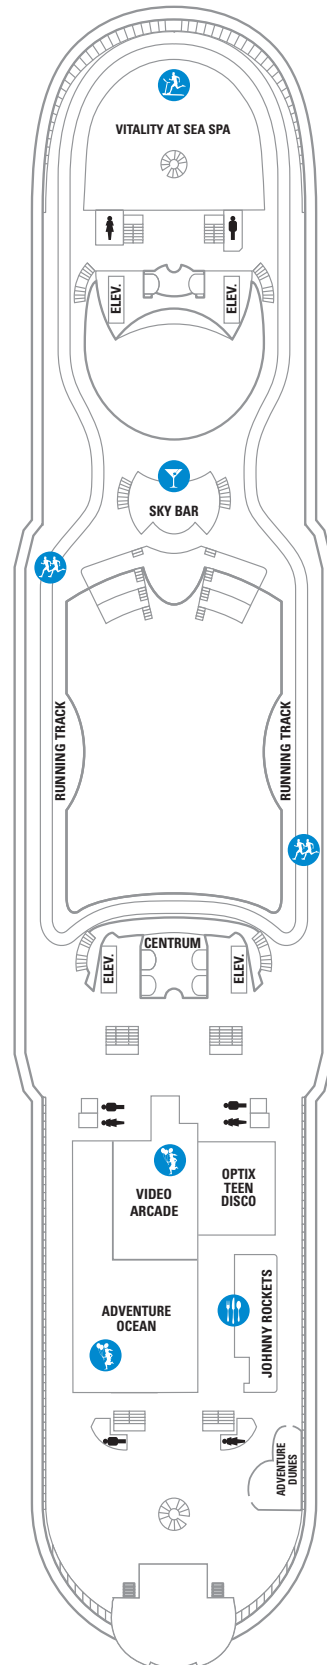 VITALITY AT SEA SPA
ELEV.
ELEV.
SKY BAR
RUNNING TRACK
RUNNING TRACK
CENTRUM
ELEV.
ELEV.
OPTIX
TEEN
DISCO
VIDEO
ARCADE
ADVENTURE
OCEAN
JOHNNY ROCKETS
ADVENTURE
DUNES